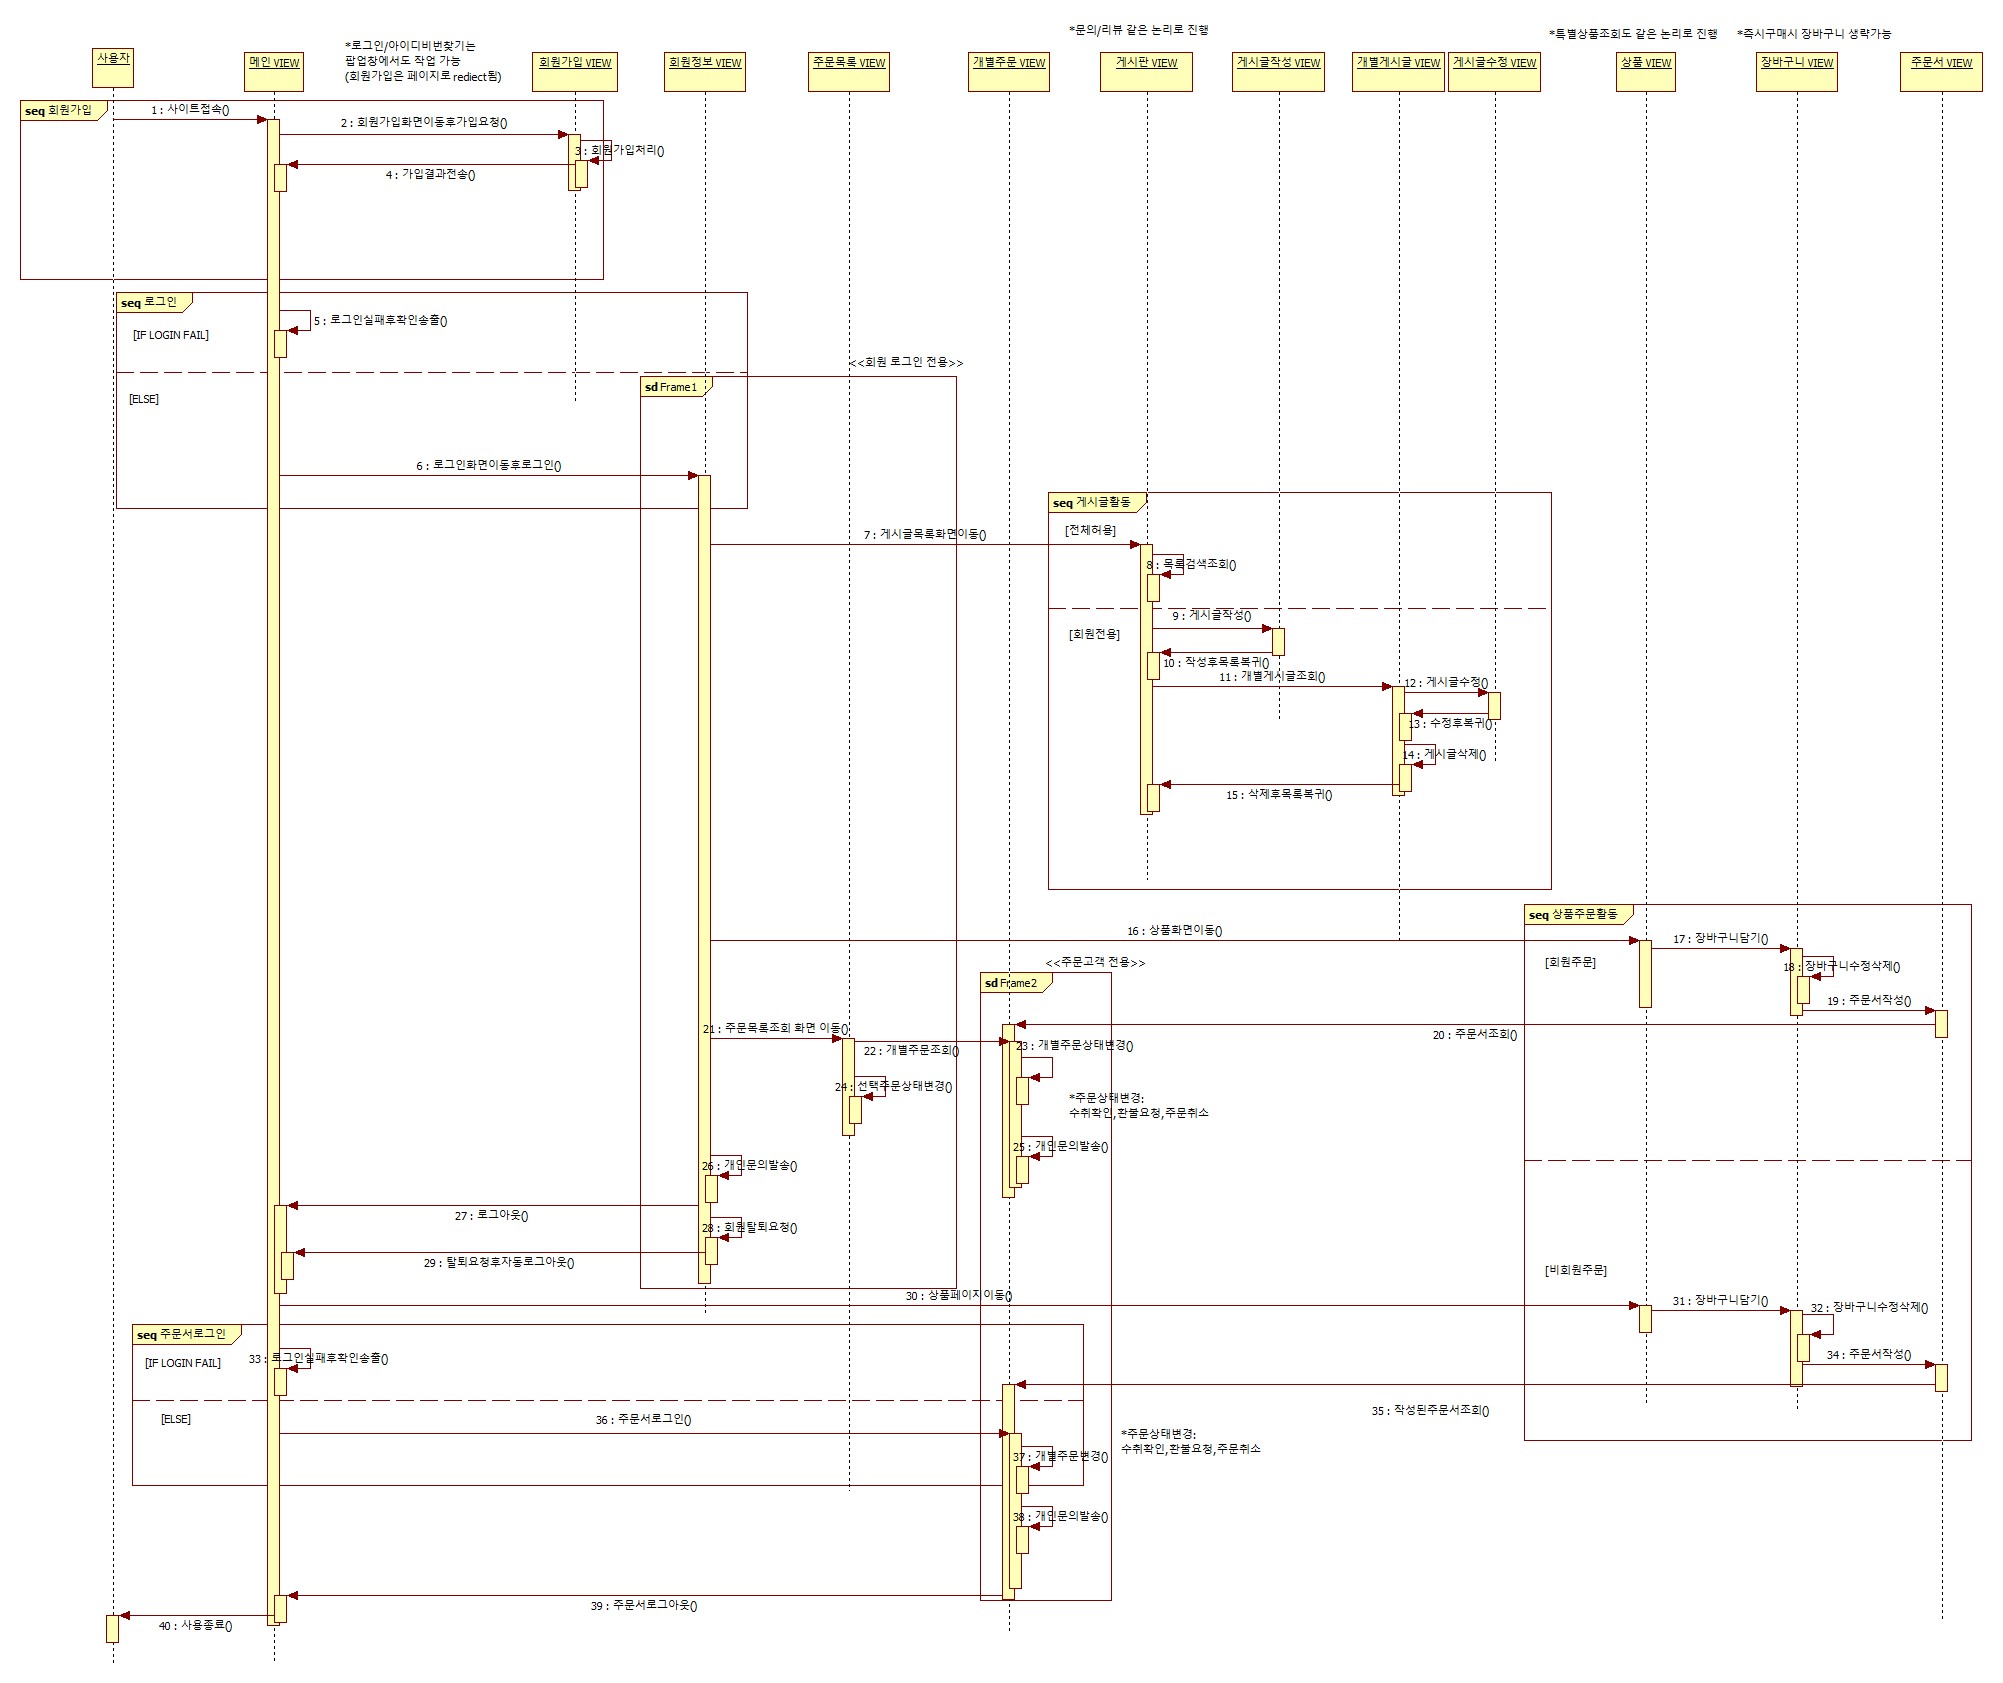 *문의/리뷰 같은 논리로 진행
*특별상품조회도 같은 논리로 진행
*즉시구매시 장바구니 생략가능
*로그인/아이디비번찾기는
팝업창에서도 작업 가능
(회원가입은 페이지로 rediect됨)
사용자
메인 VIEW
회원가입 VIEW
회원정보 VIEW
주문목록 VIEW
개별주문 VIEW
게시판 VIEW
게시글작성 VIEW
개별게시글 VIEW
게시글수정 VIEW
상품 VIEW
장바구니 VIEW
주문서 VIEW
seq 회원가입
1 : 사이트접속()
2 : 회원가입화면이동후가입요청()
3 : 회원가입처리()
4 : 가입결과전송()
seq 로그인
5 : 로그인실패후확인송출()
[IF LOGIN FAIL]
<<회원 로그인 전용>>
sd Frame1
[ELSE]
6 : 로그인화면이동후로그인()
seq 게시글활동
[전체허용]
7 : 게시글목록화면이동()
8 : 목록검색조회()
9 : 게시글작성()
[회원전용]
10 : 작성후목록복귀()
11 : 개별게시글조회()
12 : 게시글수정()
13 : 수정후복귀()
14 : 게시글삭제()
15 : 삭제후목록복귀()
seq 상품주문활동
16 : 상품화면이동()
17 : 장바구니담기()
[회원주문]
<<주문고객 전용>>
18 : 장바구니수정삭제()
sd Frame2
19 : 주문서작성()
20 : 주문서조회()
21 : 주문목록조회 화면 이동()
22 : 개별주문조회()
23 : 개별주문상태변경()
24 : 선택주문상태변경()
*주문상태변경:
수취확인,환불요청,주문취소
25 : 개인문의발송()
26 : 개인문의발송()
27 : 로그아웃()
28 : 회원탈퇴요청()
29 : 탈퇴요청후자동로그아웃()
[비회원주문]
30 : 상품페이지이동()
31 : 장바구니담기()
32 : 장바구니수정삭제()
seq 주문서로그인
33 : 로그인실패후확인송출()
[IF LOGIN FAIL]
34 : 주문서작성()
35 : 작성된주문서조회()
[ELSE]
36 : 주문서로그인()
*주문상태변경:
수취확인,환불요청,주문취소
37 : 개별주문변경()
38 : 개인문의발송()
39 : 주문서로그아웃()
40 : 사용종료()